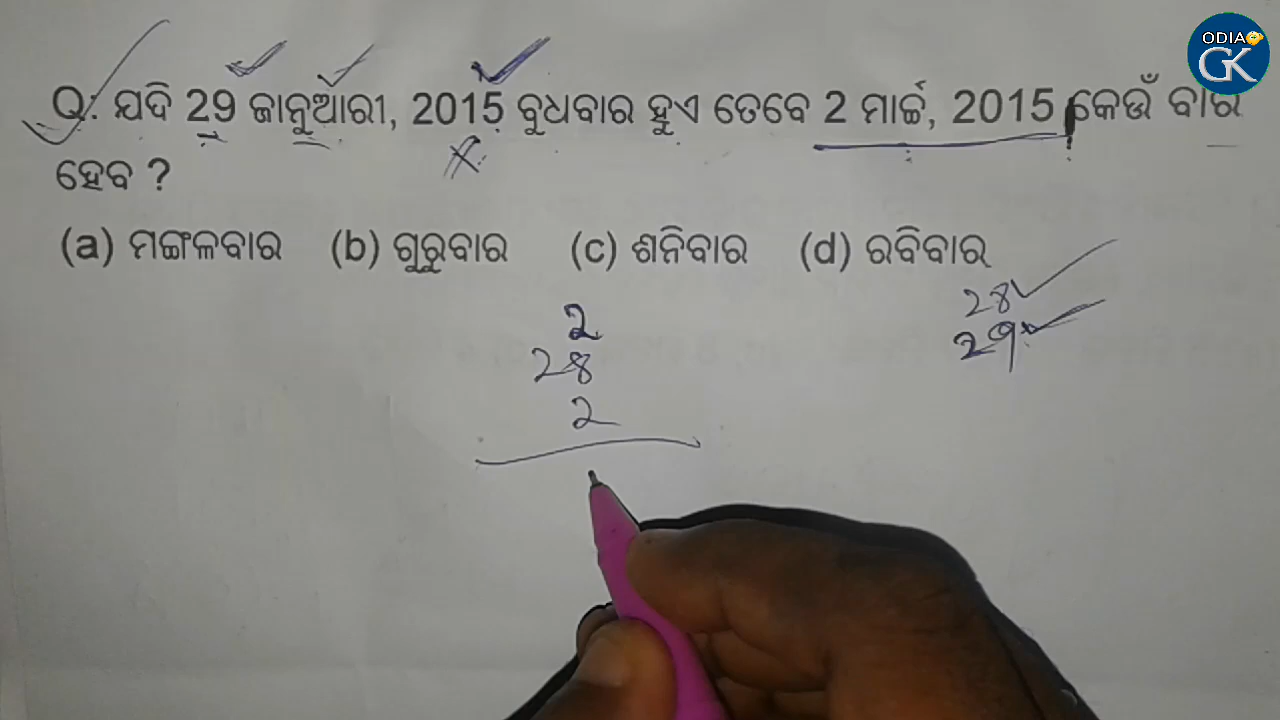 ODIA
GK
Q. ଯଦି 29 ଜାନୁଆରୀ, 2015 ବୁଧବାର ହୁଏ ତେବେ 2 ମାର୍ଚ୍ଚ, 2015 କେଉଁ ବାର
ହେବ ?
(a) ମଙ୍ଗଳବାର (b) ଗୁରୁବାର (c) ଶନିବାର (d) ରବିବାର
2
28
2
28
29